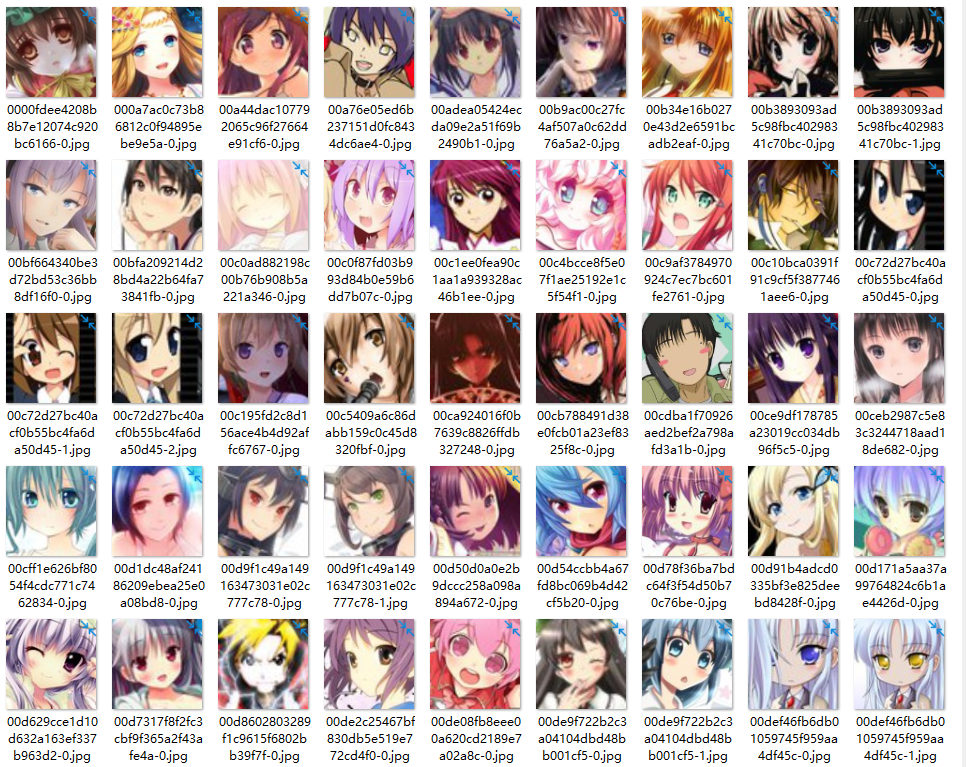 0000fdee4208b
8b7e12074c920
bc6166-0.jpg
000a7ac0c73b8
6812c0f94895e
be9e5a-0.jpg
00a44dac10779
2065c96f27664
e91cf6-0.jpg
00a76e05ed6b
237151d0fc843
4dc6ae4-0.jpg
00adea05424ec
da09e2a51f69b
2490b1-0.jpg
00b9ac00c27fc
4af507a0c62dd
76a5a2-0.jpg
00b34e16b027
0e43d2e6591bc
adb2eaf-0.jpg
00b3893093ad
5c98fbc402983
41c70bc-0.jpg
00b3893093ad
5c98fbc402983
41c70bc-1.jpg
00bf664340be3
d72bd53c36bb
8df16f0-0.jpg
00bfa209214d2
8bd4a22b64fa7
3841fb-0.jpg
00c0ad882198c
00b76b908b5a
221a346-0.jpg
00c0f87fd03b9
93d84b0e59b6
dd7b07c-0.jpg
00c1ee0fea90c
1aa1a939328ac
46b1ee-0.jpg
00c4bcce8f5e0
7f1ae25192e1c
5f54f1-0.jpg
00c9af3784970
924c7ec7bc601
fe2761-0.jpg
00c10bca0391f
91c9cf5f387746
1aee6-0.jpg
00c72d27bc40a
cf0b55bc4fa6d
a50d45-0.jpg
00c72d27bc40a
cf0b55bc4fa6d
a50d45-1.jpg
00c72d27bc40a
cf0b55bc4fa6d
a50d45-2.jpg
00c195fd2c8d1
56ace4b4d92af
fc6767-0.jpg
00c5409a6c86d
abb159c0c45d8
320fbf-0.jpg
00ca924016f0b
7639c8826ffdb
327248-0.jpg
00cb788491d38
e0fcb01a23ef83
25f8c-0.jpg
00cdba1f70926
aed2bef2a798a
fd3a1b-0.jpg
00ce9df178785
a23019cc034db
96f5c5-0.jpg
00ceb2987c5e8
3c3244718aad1
8de682-0.jpg
00cff1e626bf80
54f4cdc771c74
62834-0.jpg
00d1dc48af241
86209ebea25e0
a08bd8-0.jpg
00d9f1c49a149
163473031e02c
777c78-0.jpg
00d9f1c49a149
163473031e02c
777c78-1.jpg
00d50d0a0e2b
9dccc258a098a
894a672-0.jpg
00d54ccbb4a67
fd8bc069b4d42
cf5b20-0.jpg
00d78f36ba7bd
c64f3f54d50b7
0c76be-0.jpg
00d91b4adcd0
335bf3e825dee
bd8428f-0.jpg
00d171a5aa37a
99764824c6b1a
e4426d-0.jpg
00d629cce1d10
d632a163ef337
b963d2-0.jpg
00d7317f8f2fc3
cbf9f365a2f43a
fe4a-0.jpg
00d8602803289
f1c9615f6802b
b39f7f-0.jpg
00de2c25467bf
830db5e519e7
72cd4f0-0.jpg
00de08fb8eee0
0a620cd2189e7
a02a8c-0.jpg
00de9f722b2c3
a04104dbd48b
b001cf5-0.jpg
00de9f722b2c3
a04104dbd48b
b001cf5-1.jpg
00def46fb6db0
1059745f959aa
4df45c-0.jpg
00def46fb6db0
1059745f959aa
4df45c-1.jpg